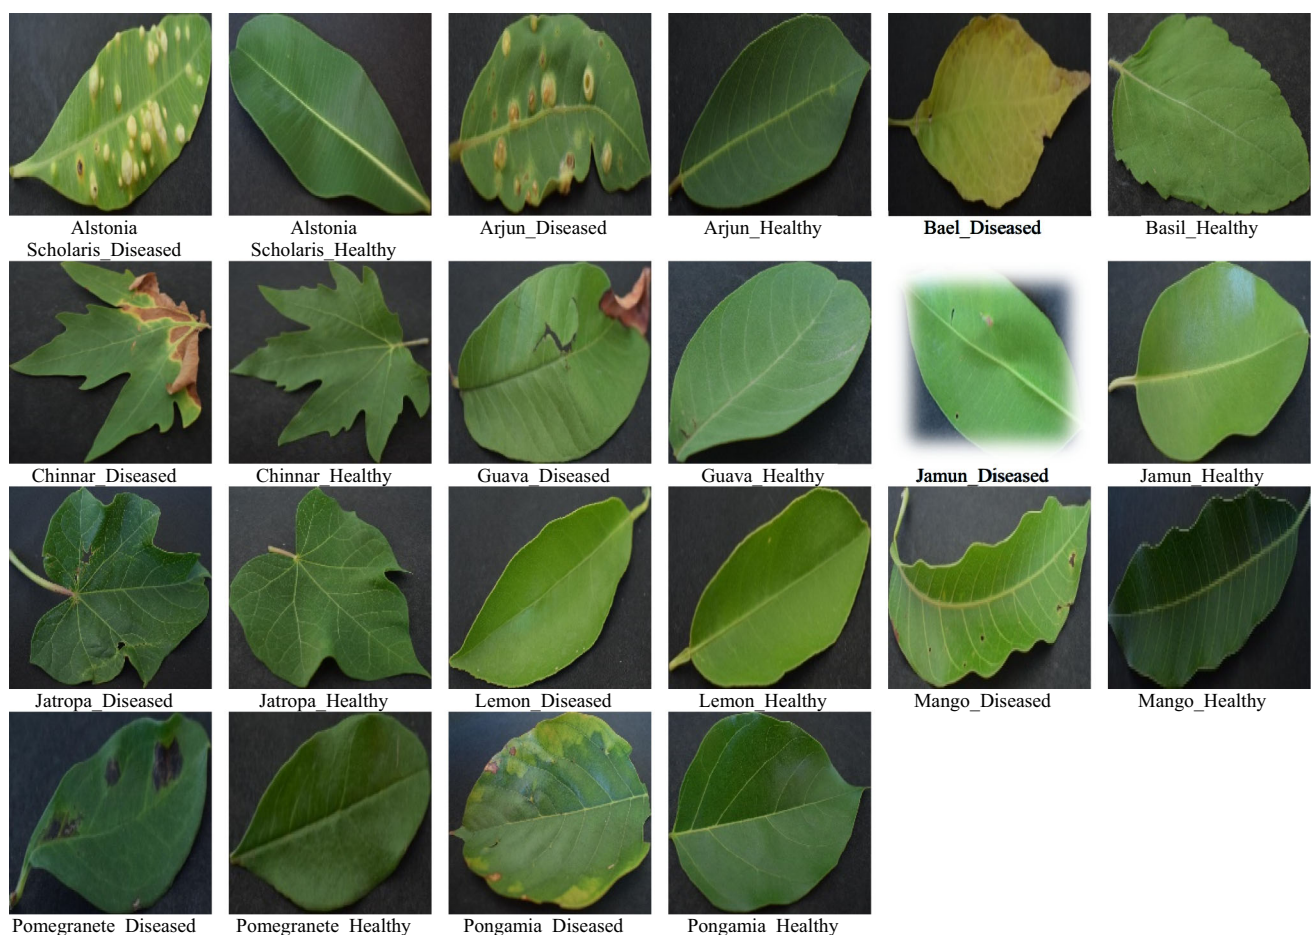 Alstonia
Scholaris_Diseased
Alstonia
Scholaris_Healthy
Arjun_Diseased
Arjun_Healthy
Bael_Diseased
Basil_Healthy
Chinnar_Diseased
Chinnar_Healthy
Guava_Diseased
Guava_Healthy
Jamun_Diseased
Jamun_Healthy
Jatropa_Diseased
Jatropa_Healthy
Lemon_Diseased
Lemon_Healthy
Mango_Diseased
Mango_Healthy
Pomegranete_Diseased
Pomegranete_Healthy
Pongamia_Diseased
Pongamia_Healthy